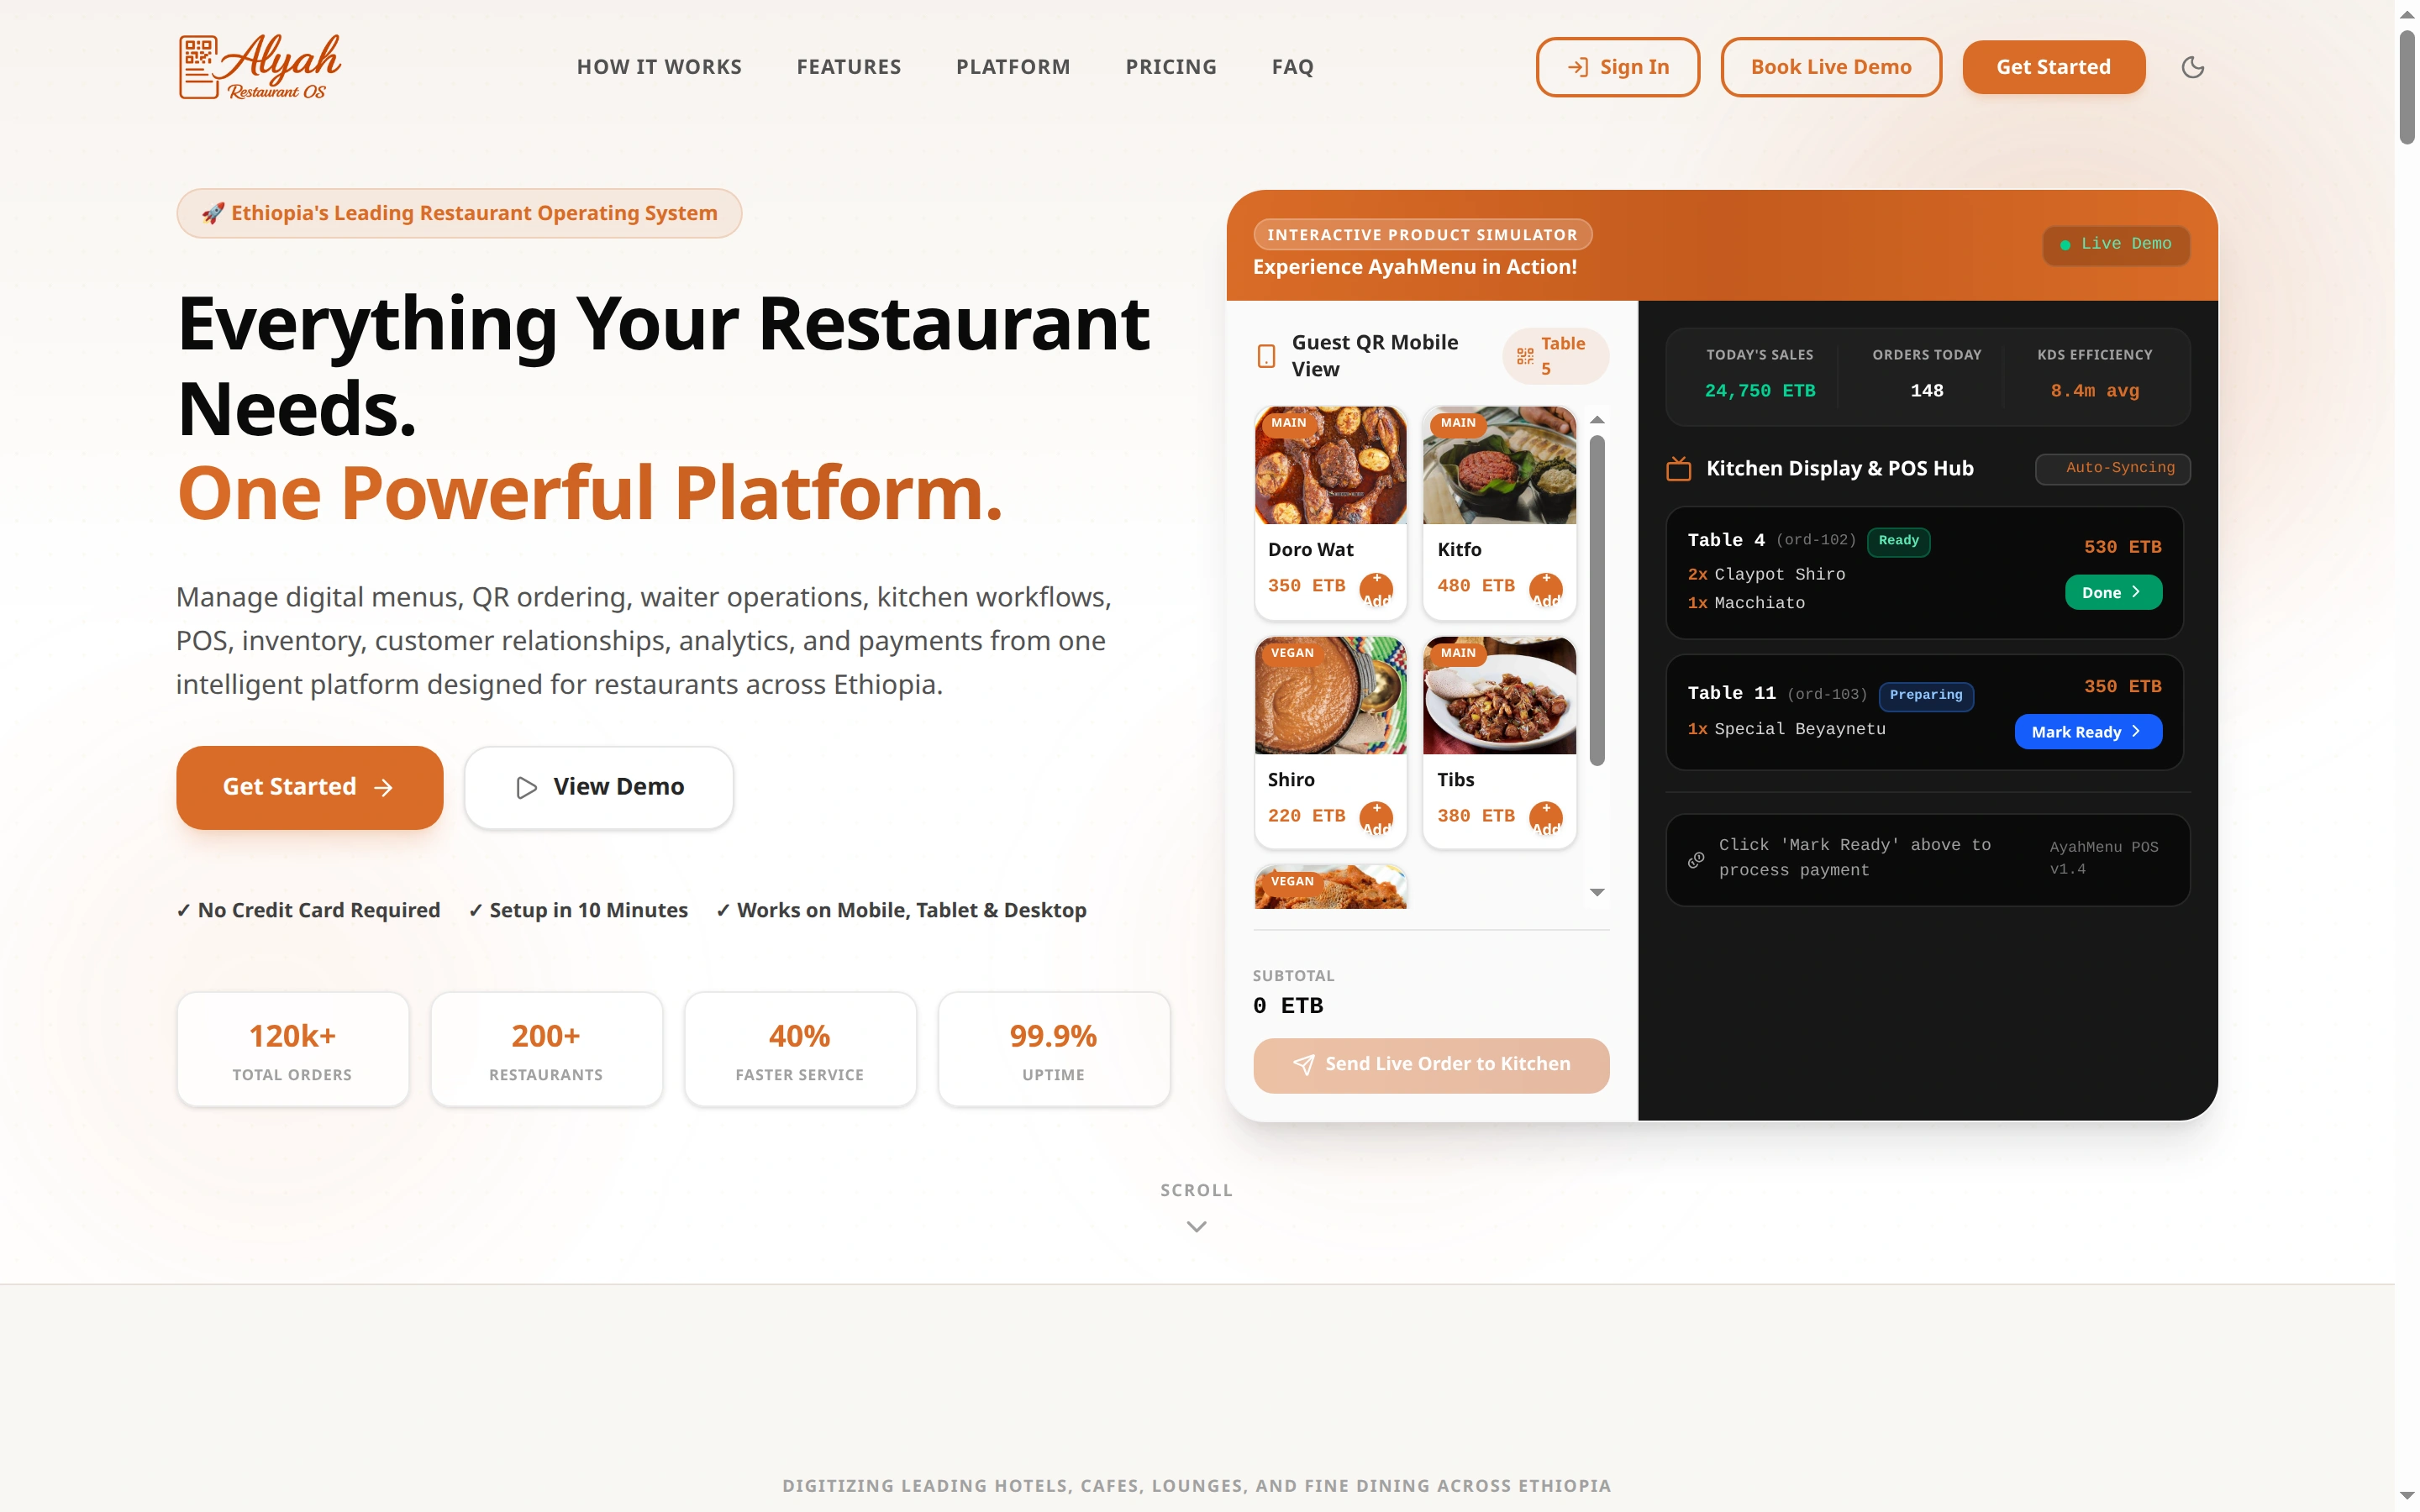 Alyah
Restaurant OS
HOW IT WORKS
FEATURES
PLATFORM
PRICING
FAQ
Sign In
Book Live Demo
Get Started
🚀 Ethiopia's Leading Restaurant Operating System
Everything Your Restaurant
Needs.
One Powerful Platform.
Manage digital menus, QR ordering, waiter operations, kitchen workflows,
POS, inventory, customer relationships, analytics, and payments from one
intelligent platform designed for restaurants across Ethiopia.
Get Started →
View Demo
✓ No Credit Card Required
✓ Setup in 10 Minutes
✓ Works on Mobile, Tablet & Desktop
120k+
TOTAL ORDERS
200+
RESTAURANTS
40%
FASTER SERVICE
99.9%
UPTIME
INTERACTIVE PRODUCT SIMULATOR
Experience AyahMenu in Action!
Live Demo
Guest QR Mobile
View
Table
5
MAIN
Doro Wat
350 ETB
+
Add
MAIN
Kitfo
480 ETB
+
Add
VEGAN
Shiro
220 ETB
+
Add
MAIN
Tibs
380 ETB
+
Add
VEGAN
SUBTOTAL
0 ETB
Send Live Order to Kitchen
TODAY'S SALES
24,750 ETB
ORDERS TODAY
148
KDS EFFICIENCY
8.4m avg
Kitchen Display & POS Hub
Auto-Syncing
Table 4 (ord-102) Ready
530 ETB
2x Claypot Shiro
1x Macchiato
Done
Table 11 (ord-103) Preparing
350 ETB
1x Special Beyaynetu
Mark Ready
Click 'Mark Ready' above to
process payment
AyahMenu POS
v1.4
SCROLL
DIGITIZING LEADING HOTELS, CAFES, LOUNGES, AND FINE DINING ACROSS ETHIOPIA